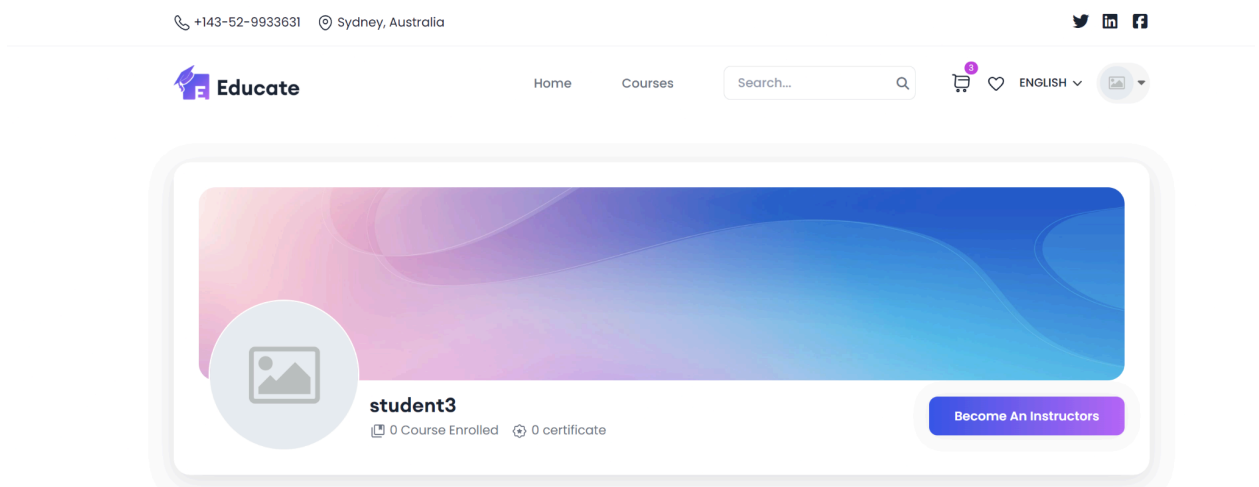 +143-52-9933631 Sydney, Australia
E Educate Home Courses Search... 3 ENGLISH
student3
0 Course Enrolled 0 certificate
Become An Instructors